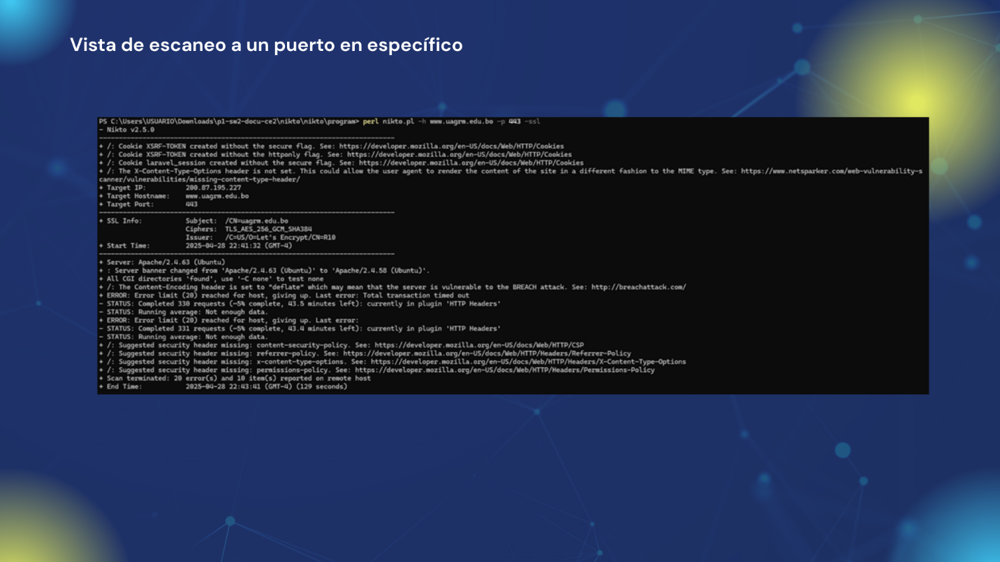 Vista de escaneo a un puerto en específico
PS C:\Users\USUARIO\Downloads\p1-sw2-docu-ce2\nikto\nikto\program> perl nikto.pl -h www.uagrm.edu.bo -p 443 -ssl
- Nikto v2.5.0
---------------------------------------------------------------------------
+ /: Cookie XSRF-TOKEN created without the secure flag. See: https://developer.mozilla.org/en-US/docs/Web/HTTP/Cookies
+ /: Cookie XSRF-TOKEN created without the httponly flag. See: https://developer.mozilla.org/en-US/docs/Web/HTTP/Cookies
+ /: Cookie laravel_session created without the secure flag. See: https://developer.mozilla.org/en-US/docs/Web/HTTP/Cookies
+ /: The X-Content-Type-Options header is not set. This could allow the user agent to render the content of the site in a different fashion to the MIME type. See: https://www.netsparker.com/web-vulnerability-s
canner/vulnerabilities/missing-content-type-header/
+ Target IP: 200.87.195.227
+ Target Hostname: www.uagrm.edu.bo
+ Target Port: 443
---------------------------------------------------------------------------
+ SSL Info: Subject: /CN=uagrm.edu.bo
Ciphers: TLS_AES_256_GCM_SHA384
Issuer: /C=US/O=Let's Encrypt/CN=R10
+ Start Time: 2025-04-28 22:41:32 (GMT-4)
---------------------------------------------------------------------------
+ Server: Apache/2.4.63 (Ubuntu)
+ : Server banner changed from 'Apache/2.4.63 (Ubuntu)' to 'Apache/2.4.58 (Ubuntu)'.
+ All CGI directories 'found', use '-C none' to test none
+ /: The Content-Encoding header is set to "deflate" which may mean that the server is vulnerable to the BREACH attack. See: http://breachattack.com/
+ ERROR: Error limit (20) reached for host, giving up. Last error: Total transaction timed out
- STATUS: Completed 330 requests (~5% complete, 43.5 minutes left): currently in plugin 'HTTP Headers'
- STATUS: Running average: Not enough data.
+ ERROR: Error limit (20) reached for host, giving up. Last error:
- STATUS: Completed 331 requests (~5% complete, 43.4 minutes left): currently in plugin 'HTTP Headers'
- STATUS: Running average: Not enough data.
+ /: Suggested security header missing: content-security-policy. See: https://developer.mozilla.org/en-US/docs/Web/HTTP/CSP
+ /: Suggested security header missing: referrer-policy. See: https://developer.mozilla.org/en-US/docs/Web/HTTP/Headers/Referrer-Policy
+ /: Suggested security header missing: x-content-type-options. See: https://developer.mozilla.org/en-US/docs/Web/HTTP/Headers/X-Content-Type-Options
+ /: Suggested security header missing: permissions-policy. See: https://developer.mozilla.org/en-US/docs/Web/HTTP/Headers/Permissions-Policy
+ Scan terminated: 20 error(s) and 10 item(s) reported on remote host
+ End Time: 2025-04-28 22:43:41 (GMT-4) (129 seconds)